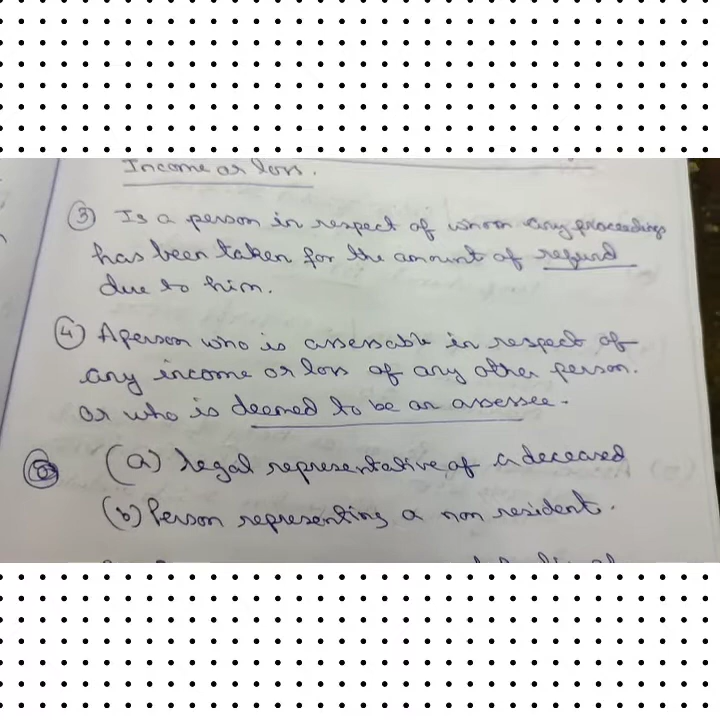 Income or loss.
③ Is a person in respect of whom any proceedings
has been taken for the amount of refund
due to him.
④ A person who is assessable in respect of
any income or loss of any other person.
or who is deemed to be an assessee.
(a) legal representative of a deceased
(b) Person representing a non resident.